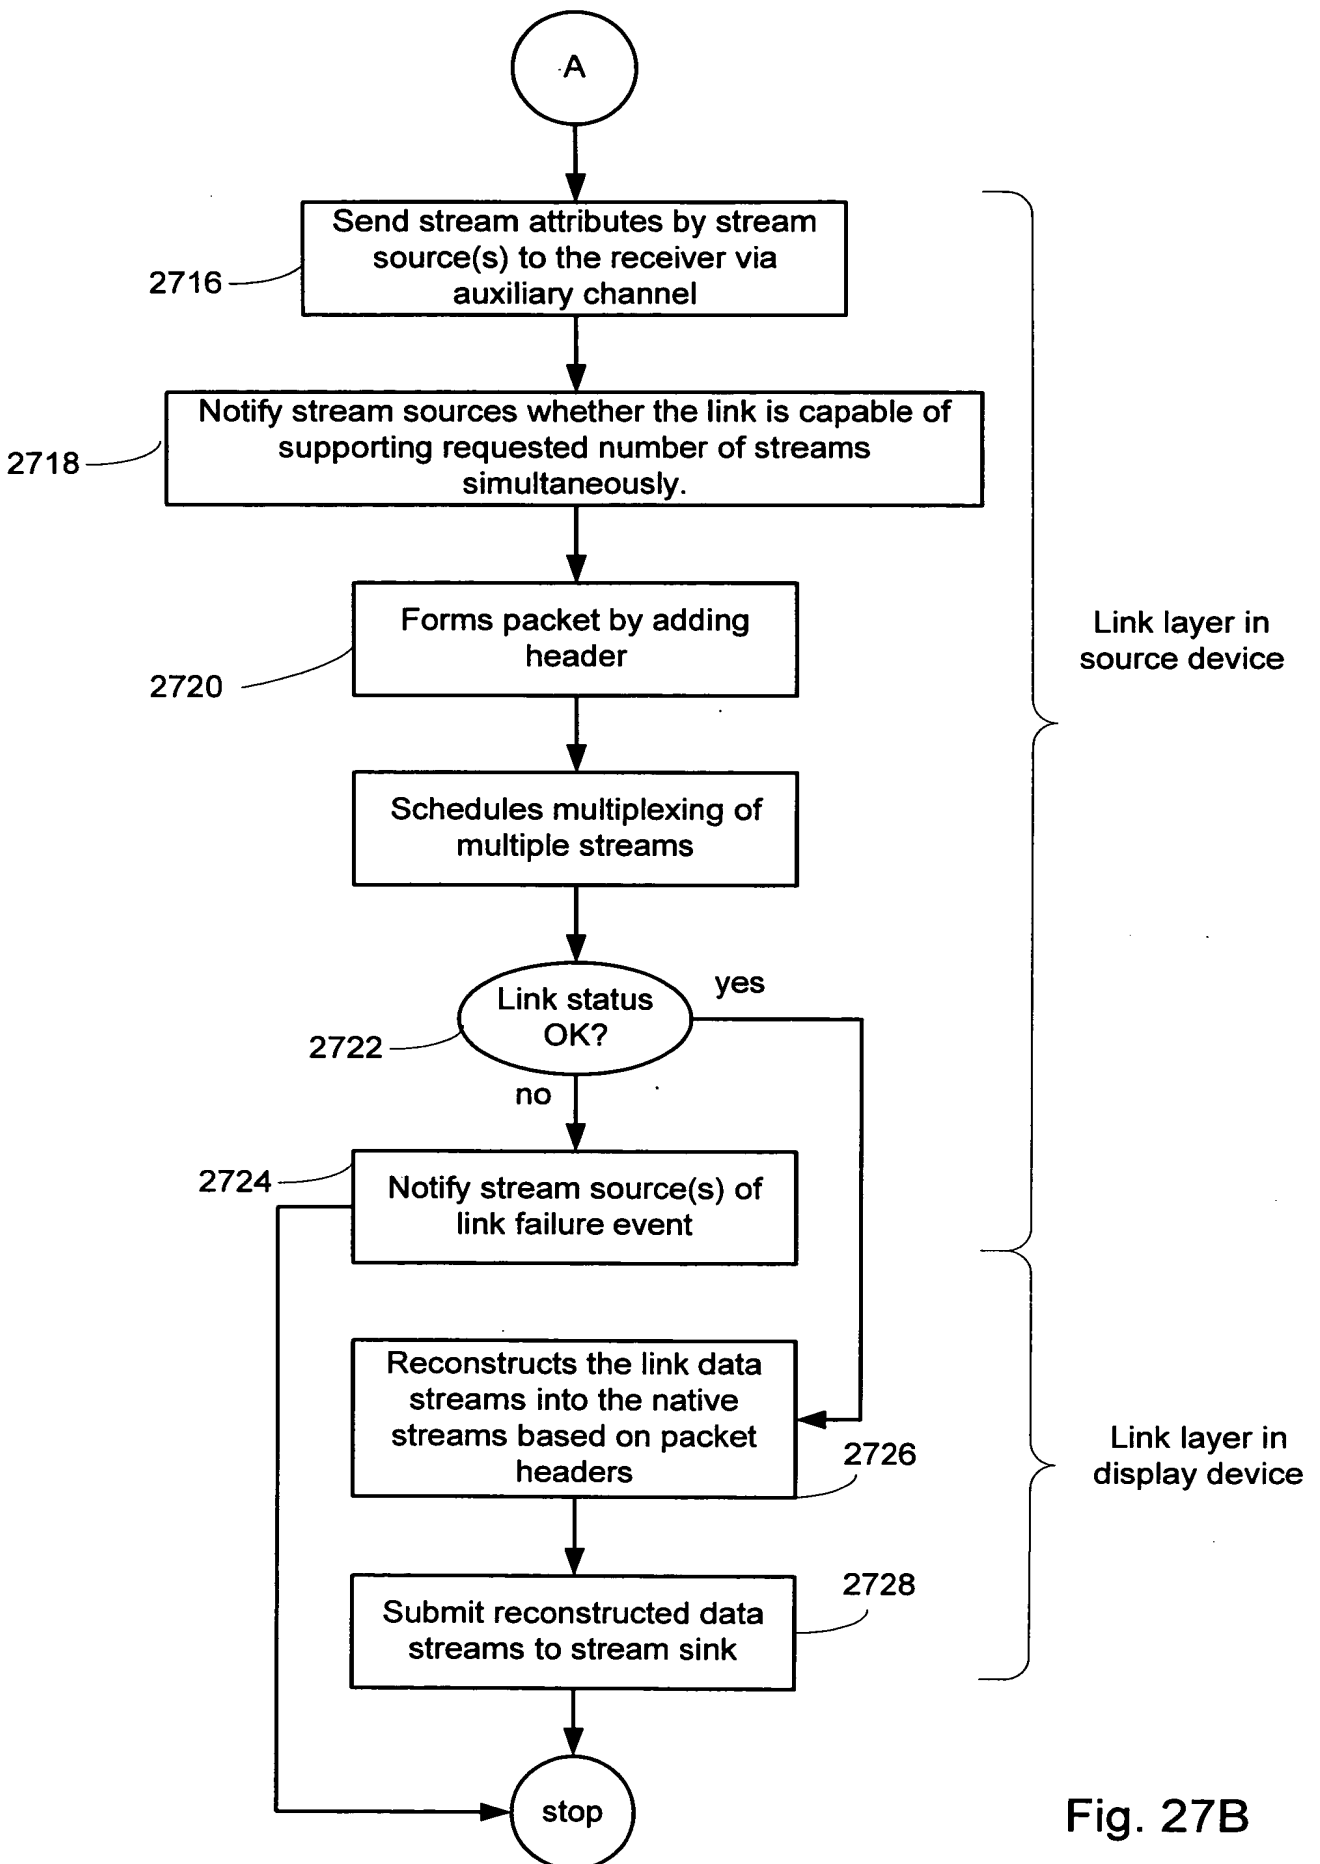 A
Send stream attributes by stream
source(s) to the receiver via
auxiliary channel
2716
Notify stream sources whether the link is capable of
supporting requested number of streams
simultaneously.
2718
Forms packet by adding
header
2720
Link layer in
source device
Schedules multiplexing of
multiple streams
Link status
OK?
yes
2722
no
2724
Notify stream source(s) of
link failure event
Reconstructs the link data
streams into the native
streams based on packet
headers
2726
Link layer in
display device
2728
Submit reconstructed data
streams to stream sink
stop
Fig. 27B